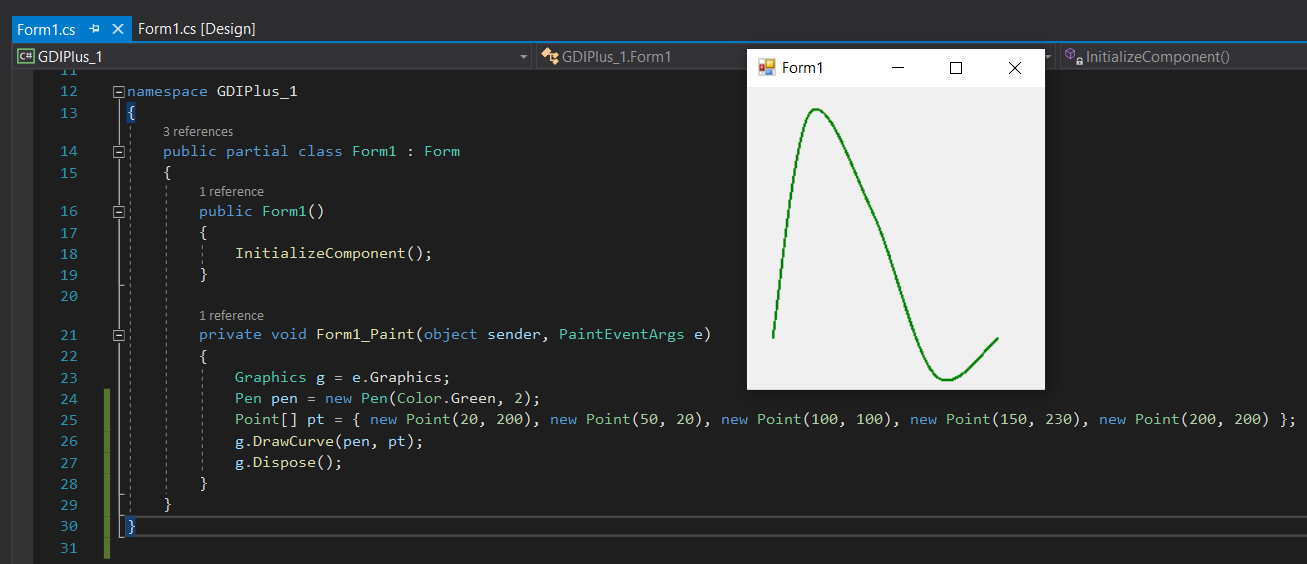 Form1.cs Form1.cs [Design]
C# GDIPlus_1 GDIPlus_1.Form1 InitializeComponent()
Form1
11
12 namespace GDIPlus_1
13 {
3 references
14 public partial class Form1 : Form
15 {
1 reference
16 public Form1()
17 {
18 InitializeComponent();
19 }
20
1 reference
21 private void Form1_Paint(object sender, PaintEventArgs e)
22 {
23 Graphics g = e.Graphics;
24 Pen pen = new Pen(Color.Green, 2);
25 Point[] pt = { new Point(20, 200), new Point(50, 20), new Point(100, 100), new Point(150, 230), new Point(200, 200) };
26 g.DrawCurve(pen, pt);
27 g.Dispose();
28 }
29 }
30 }
31